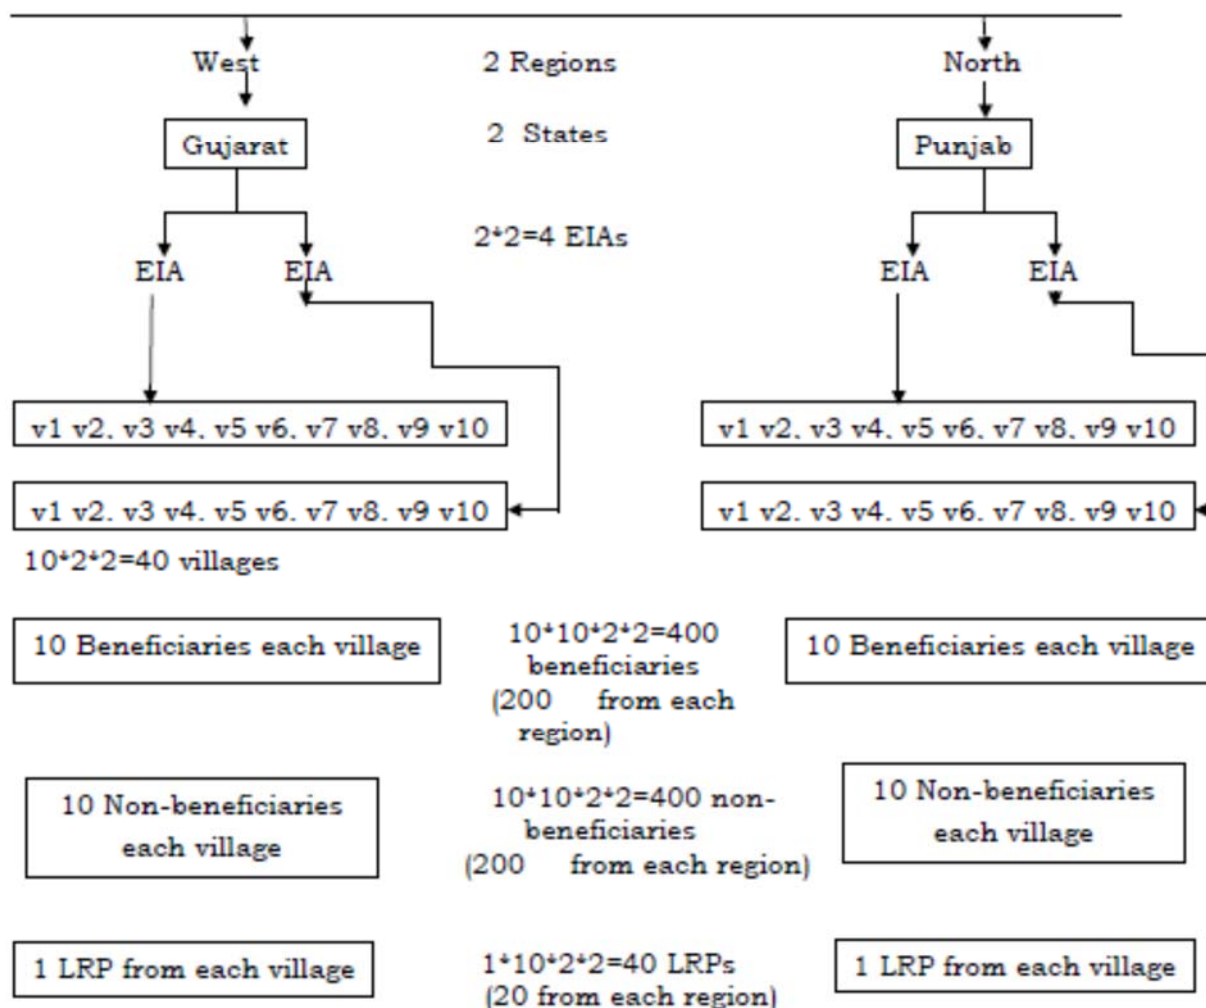 West 2 Regions North
Gujarat 2 States Punjab
2*2=4 EIAs
EIA EIA EIA EIA
v1 v2. v3 v4. v5 v6. v7 v8. v9 v10 v1 v2. v3 v4. v5 v6. v7 v8. v9 v10
v1 v2. v3 v4. v5 v6. v7 v8. v9 v10 v1 v2. v3 v4. v5 v6. v7 v8. v9 v10
10*2*2=40 villages
10 Beneficiaries each village
10*10*2*2=400
beneficiaries
(200 from each
region)
10 Beneficiaries each village
10 Non-beneficiaries
each village
10*10*2*2=400 non-
beneficiaries
(200 from each region)
10 Non-beneficiaries
each village
1 LRP from each village
1*10*2*2=40 LRPs
(20 from each region)
1 LRP from each village